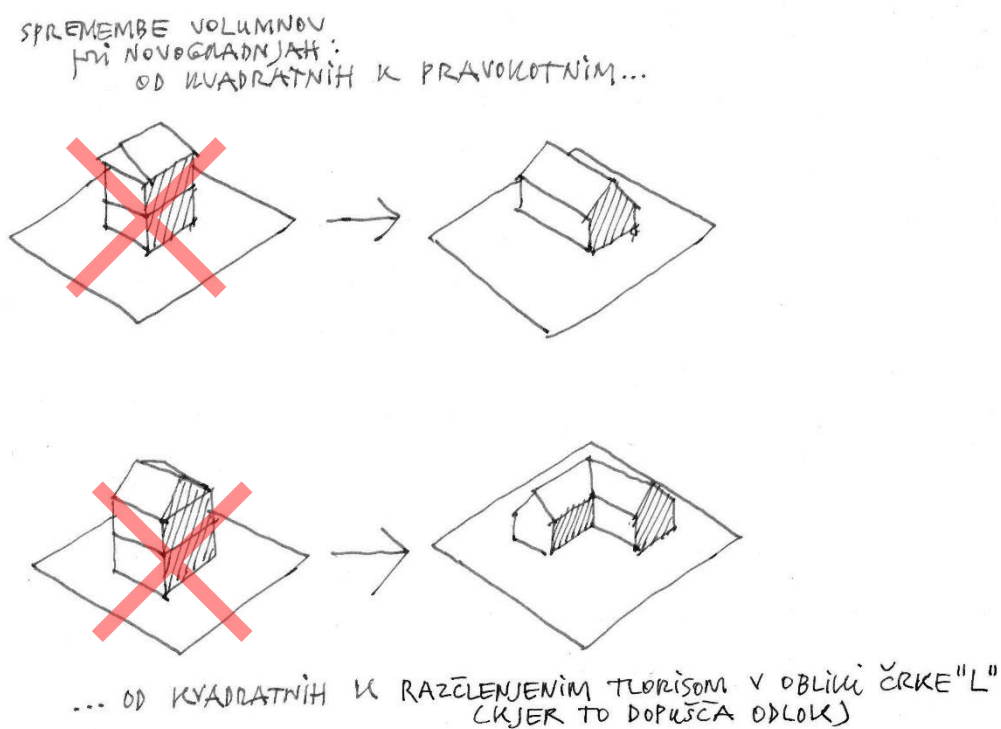 SPREMEMBE VOLUMNOV
pri NOVOGRADNJAH:
OD KVADRATNIH K PRAVOKOTNIM...
... OD KVADRATNIH K RAZČLENJENIM TLORISOM V OBLIKI ČRKE "L"
(KJER TO DOPUŠČA ODLOK)